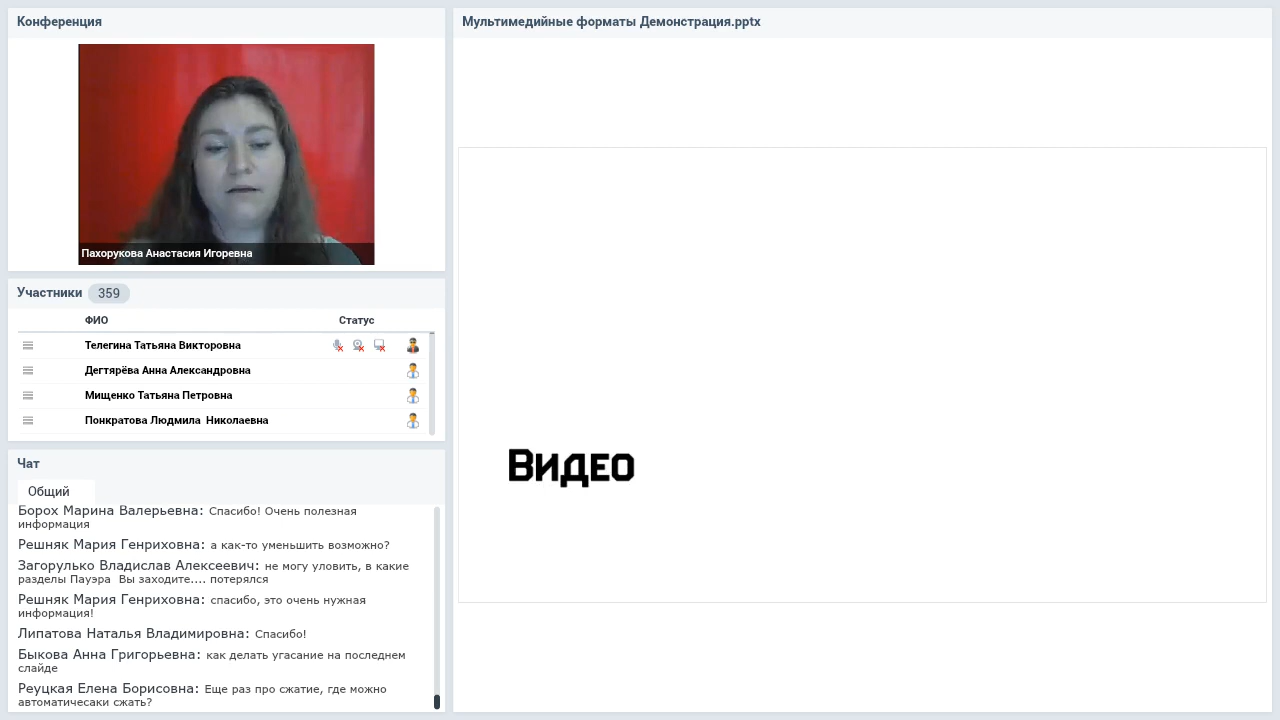 Конференция
Пахорукова Анастасия Игоревна
Участники 359
ФИО Статус
Телегина Татьяна Викторовна
Дегтярёва Анна Александровна
Мищенко Татьяна Петровна
Понкратова Людмила  Николаевна
Чат
Общий
Борох Марина Валерьевна: Спасибо! Очень полезная
информация
Решняк Мария Генриховна: а как-то уменьшить возможно?
Загорулько Владислав Алексеевич: не могу уловить, в какие
разделы Пауэра  Вы заходите.... потерялся
Решняк Мария Генриховна: спасибо, это очень нужная
информация!
Липатова Наталья Владимировна: Спасибо!
Быкова Анна Григорьевна: как делать угасание на последнем
слайде
Реуцкая Елена Борисовна: Еще раз про сжатие, где можно
автоматичесаки сжать?
Мультимедийные форматы Демонстрация.pptx
Видео